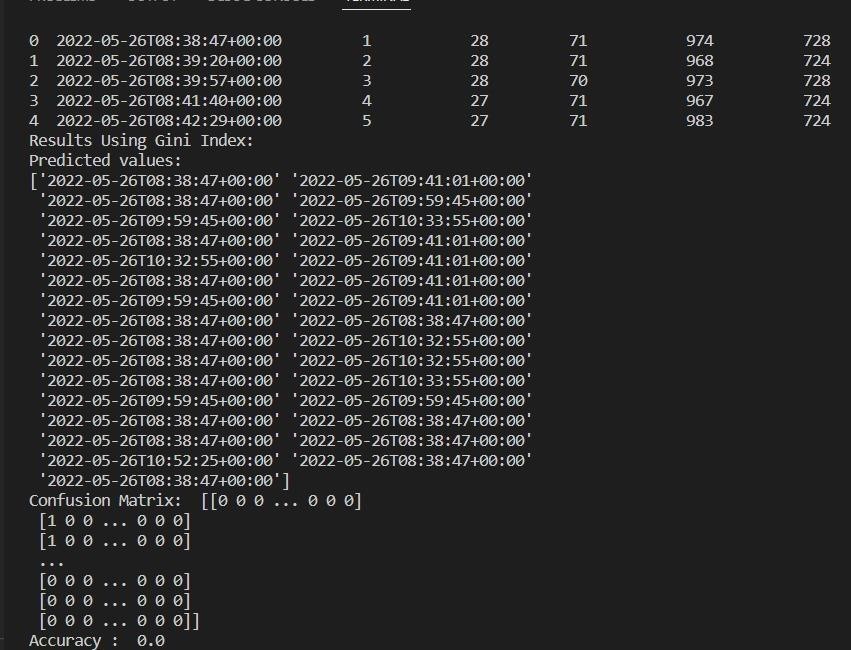 TERMINAL
0 2022-05-26T08:38:47+00:00 1 28 71 974 728
1 2022-05-26T08:39:20+00:00 2 28 71 968 724
2 2022-05-26T08:39:57+00:00 3 28 70 973 728
3 2022-05-26T08:41:40+00:00 4 27 71 967 724
4 2022-05-26T08:42:29+00:00 5 27 71 983 724
Results Using Gini Index:
Predicted values:
['2022-05-26T08:38:47+00:00' '2022-05-26T09:41:01+00:00'
'2022-05-26T08:38:47+00:00' '2022-05-26T09:59:45+00:00'
'2022-05-26T09:59:45+00:00' '2022-05-26T10:33:55+00:00'
'2022-05-26T08:38:47+00:00' '2022-05-26T09:41:01+00:00'
'2022-05-26T10:32:55+00:00' '2022-05-26T09:41:01+00:00'
'2022-05-26T08:38:47+00:00' '2022-05-26T09:41:01+00:00'
'2022-05-26T09:59:45+00:00' '2022-05-26T09:41:01+00:00'
'2022-05-26T08:38:47+00:00' '2022-05-26T08:38:47+00:00'
'2022-05-26T08:38:47+00:00' '2022-05-26T10:32:55+00:00'
'2022-05-26T08:38:47+00:00' '2022-05-26T10:32:55+00:00'
'2022-05-26T08:38:47+00:00' '2022-05-26T10:33:55+00:00'
'2022-05-26T09:59:45+00:00' '2022-05-26T09:59:45+00:00'
'2022-05-26T08:38:47+00:00' '2022-05-26T08:38:47+00:00'
'2022-05-26T08:38:47+00:00' '2022-05-26T08:38:47+00:00'
'2022-05-26T10:52:25+00:00' '2022-05-26T08:38:47+00:00'
'2022-05-26T08:38:47+00:00']
Confusion Matrix: [[0 0 0 ... 0 0 0]
[1 0 0 ... 0 0 0]
[1 0 0 ... 0 0 0]
...
[0 0 0 ... 0 0 0]
[0 0 0 ... 0 0 0]
[0 0 0 ... 0 0 0]]
Accuracy : 0.0